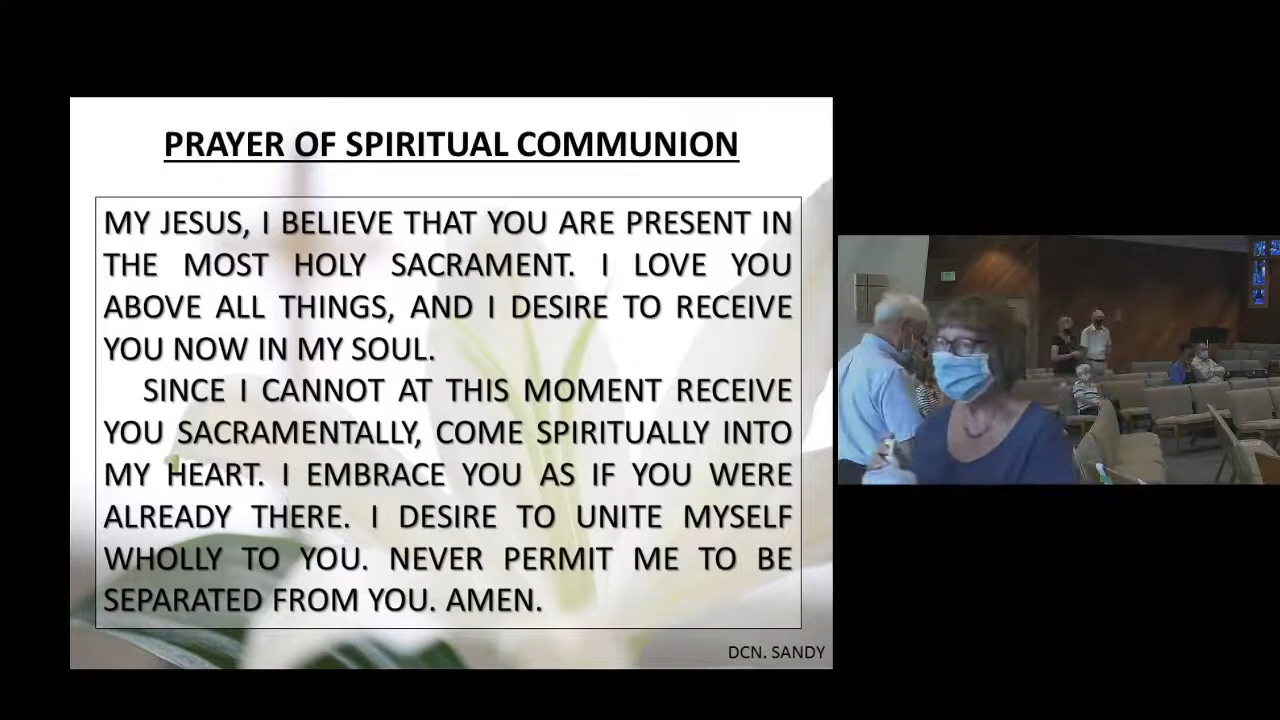 PRAYER OF SPIRITUAL COMMUNION
MY JESUS, I BELIEVE THAT YOU ARE PRESENT IN
THE MOST HOLY SACRAMENT. I LOVE YOU
ABOVE ALL THINGS, AND I DESIRE TO RECEIVE
YOU NOW IN MY SOUL.
SINCE I CANNOT AT THIS MOMENT RECEIVE
YOU SACRAMENTALLY, COME SPIRITUALLY INTO
MY HEART. I EMBRACE YOU AS IF YOU WERE
ALREADY THERE. I DESIRE TO UNITE MYSELF
WHOLLY TO YOU. NEVER PERMIT ME TO BE
SEPARATED FROM YOU. AMEN.
DCN. SANDY